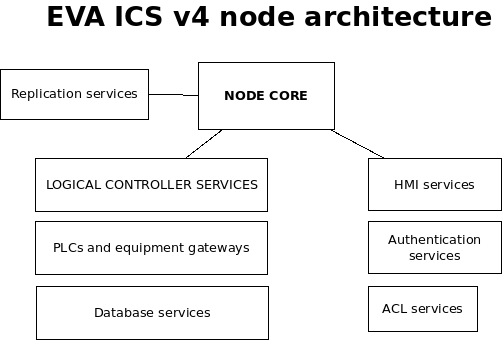 EVA ICS v4 node architecture
Replication services
NODE CORE
LOGICAL CONTROLLER SERVICES
HMI services
PLCs and equipment gateways
Authentication
services
Database services
ACL services